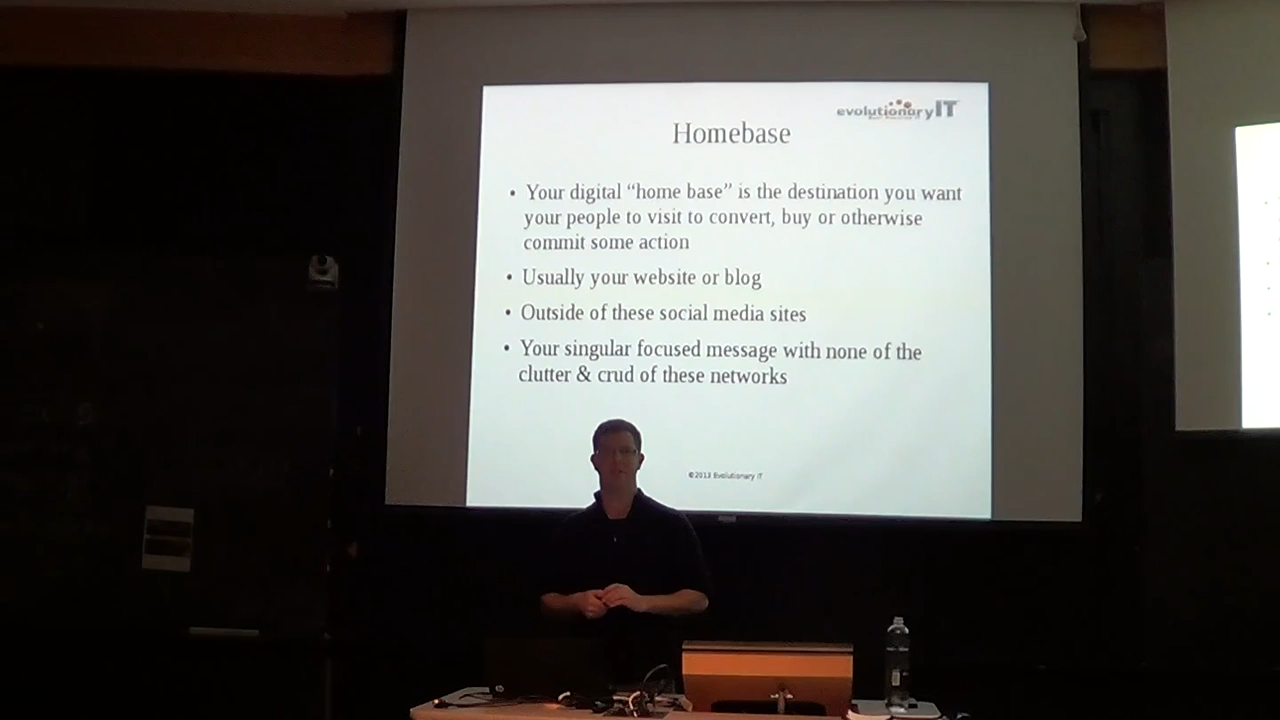 evolutionaryIT
Homebase
• Your digital “home base” is the destination you want
your people to visit to convert, buy or otherwise
commit some action
• Usually your website or blog
• Outside of these social media sites
• Your singular focused message with none of the
clutter & crud of these networks
©2013 Evolutionary IT